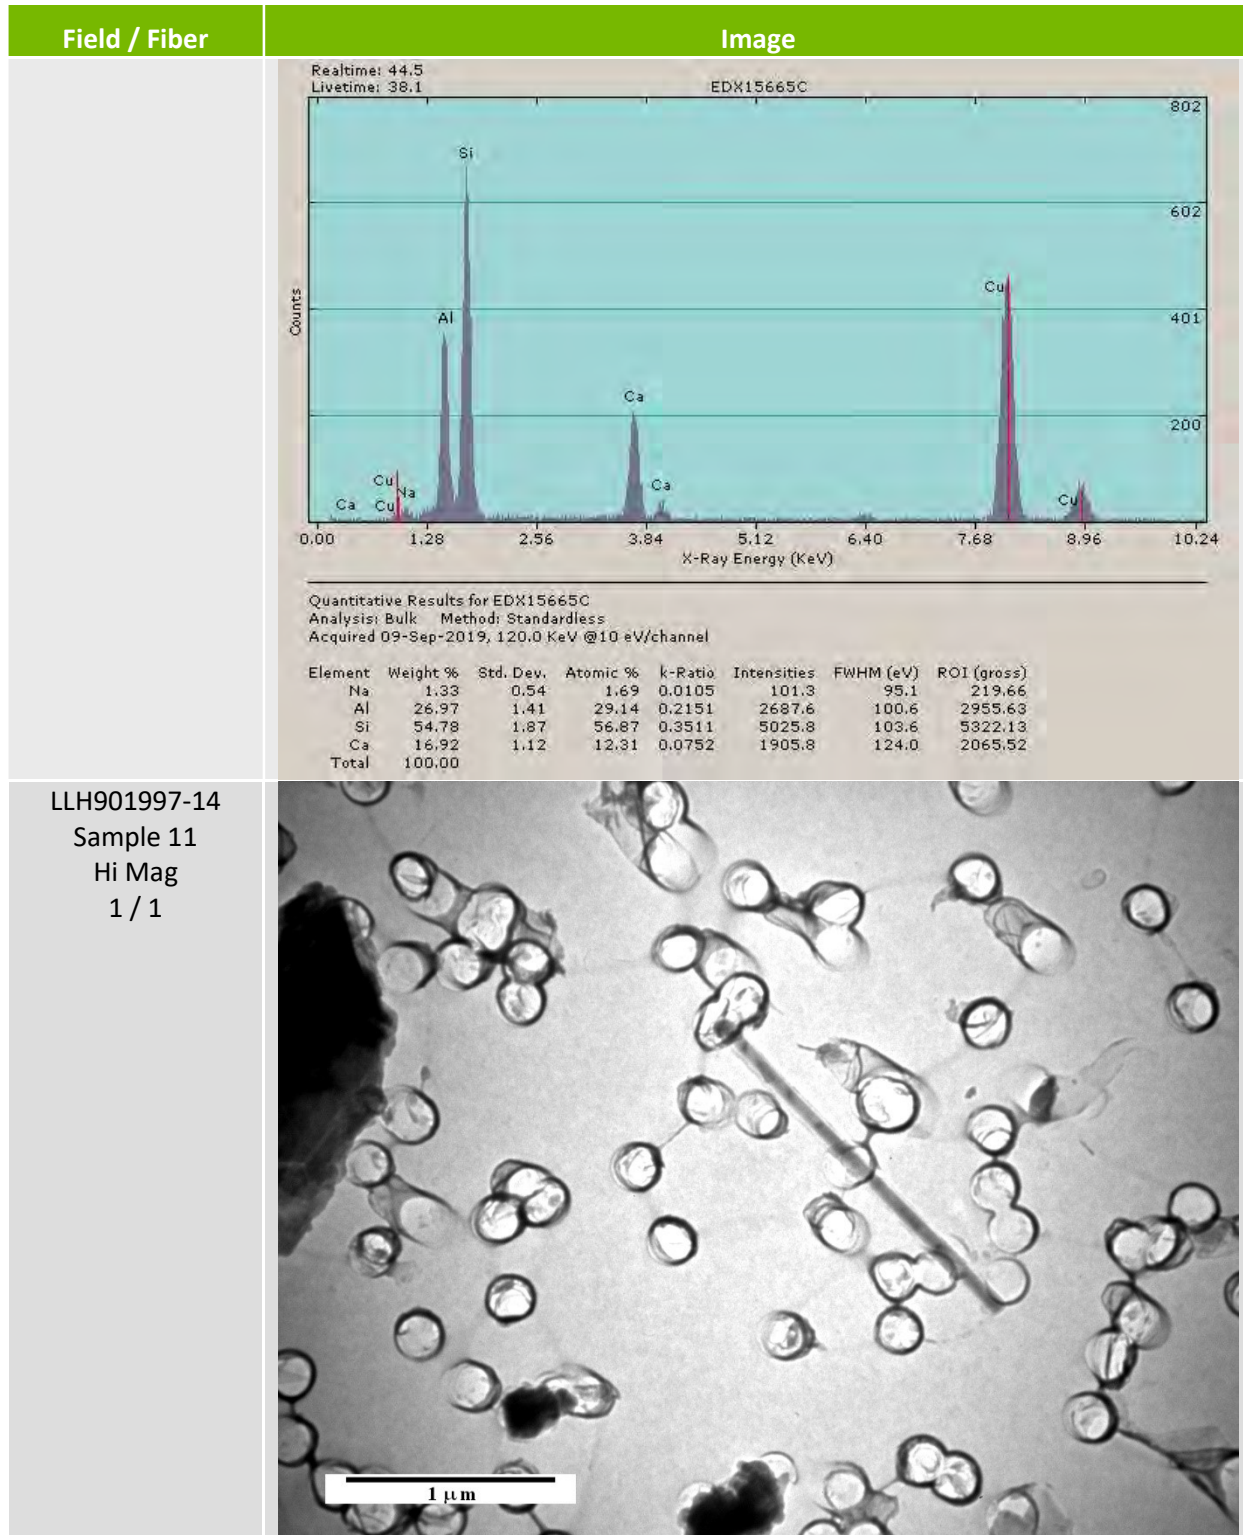 Field / Fiber Image
Realtime: 44.5
Livetime: 38.1 EDX15665C
802
Si
602
Cu
401
Al
Counts
Ca
200
Cu
Na
Ca
Ca Cu
Cu
0.00 1.28 2.56 3.84 5.12 6.40 7.68 8.96 10.24
X-Ray Energy (KeV)
Quantitative Results for EDX15665C
Analysis: Bulk Method: Standardless
Acquired 09-Sep-2019, 120.0 KeV @10 eV/channel
Element Weight % Std. Dev. Atomic % k-Ratio Intensities FWHM (eV) ROI (gross)
Na 1.33 0.54 1.69 0.0105 101.3 95.1 219.66
Al 26.97 1.41 29.14 0.2151 2687.6 100.6 2955.63
Si 54.78 1.87 56.87 0.3511 5025.8 103.6 5322.13
Ca 16.92 1.12 12.31 0.0752 1905.8 124.0 2065.52
Total 100.00
LLH901997-14
Sample 11
Hi Mag
1 / 1
1 µm